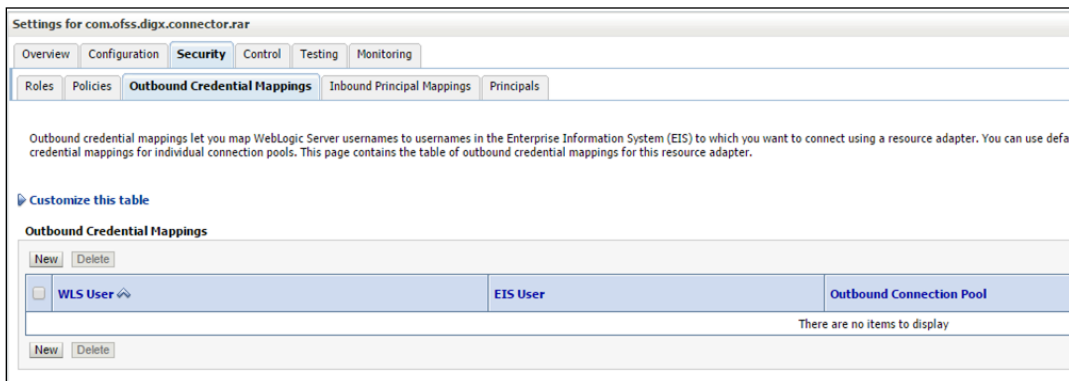 Settings for com.ofss.digx.connector.rar
Overview Configuration Security Control Testing Monitoring
Roles Policies Outbound Credential Mappings Inbound Principal Mappings Principals
Outbound credential mappings let you map WebLogic Server usernames to usernames in the Enterprise Information System (EIS) to which you want to connect using a resource adapter. You can use defa
credential mappings for individual connection pools. This page contains the table of outbound credential mappings for this resource adapter.
Customize this table
Outbound Credential Mappings
New Delete
WLS User EIS User Outbound Connection Pool
There are no items to display
New Delete